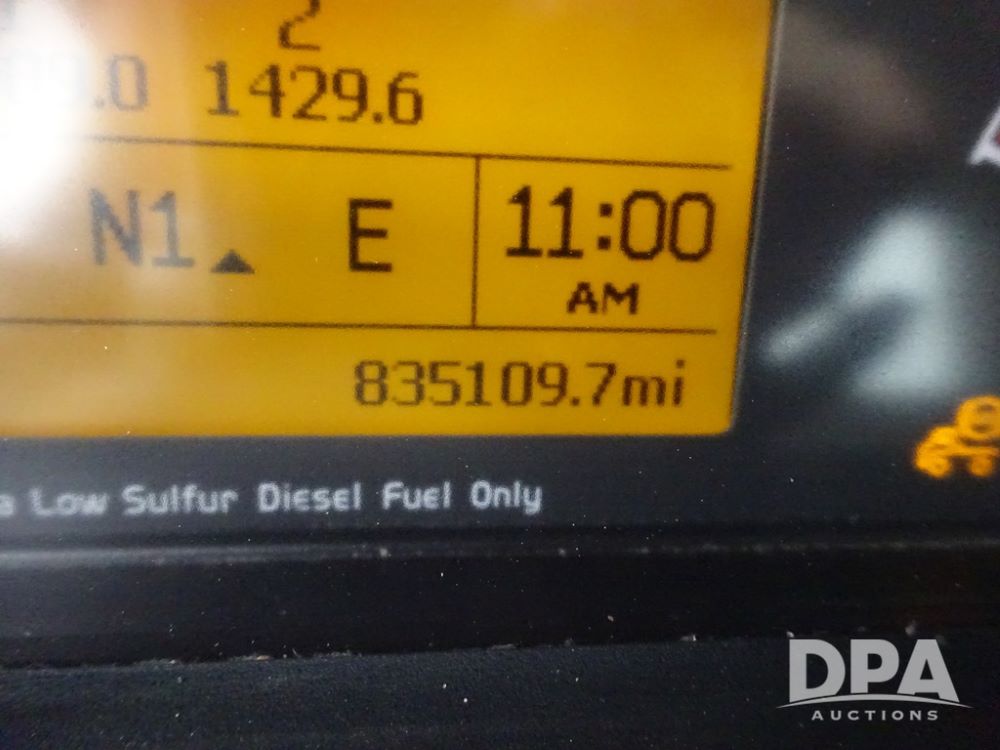 2
.0 1429.6
N1 E 11:00
AM
835109.7mi
Low Sulfur Diesel Fuel Only
DPA
AUCTIONS